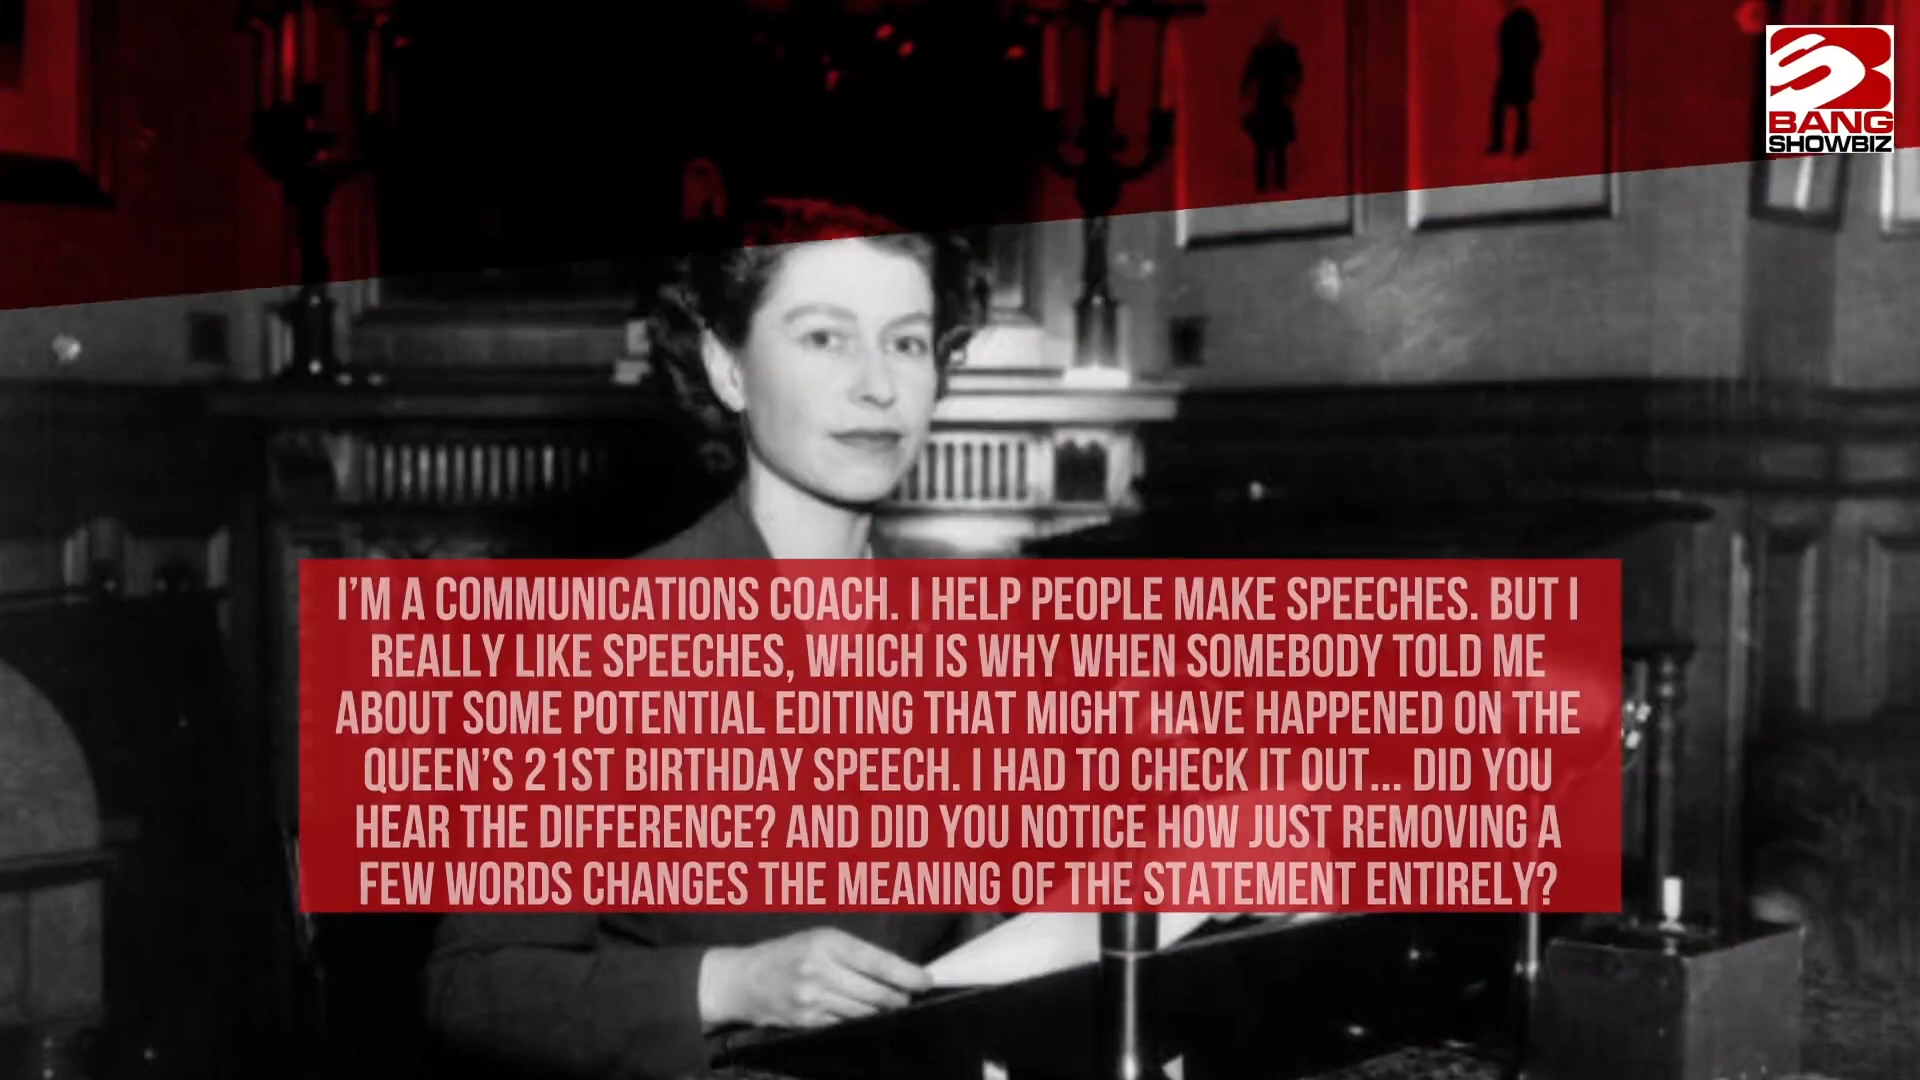 BANG
SHOWBIZ
I'M A COMMUNICATIONS COACH. I HELP PEOPLE MAKE SPEECHES. BUT I
REALLY LIKE SPEECHES, WHICH IS WHY WHEN SOMEBODY TOLD ME
ABOUT SOME POTENTIAL EDITING THAT MIGHT HAVE HAPPENED ON THE
QUEEN'S 21ST BIRTHDAY SPEECH. I HAD TO CHECK IT OUT... DID YOU
HEAR THE DIFFERENCE? AND DID YOU NOTICE HOW JUST REMOVING A
FEW WORDS CHANGES THE MEANING OF THE STATEMENT ENTIRELY?